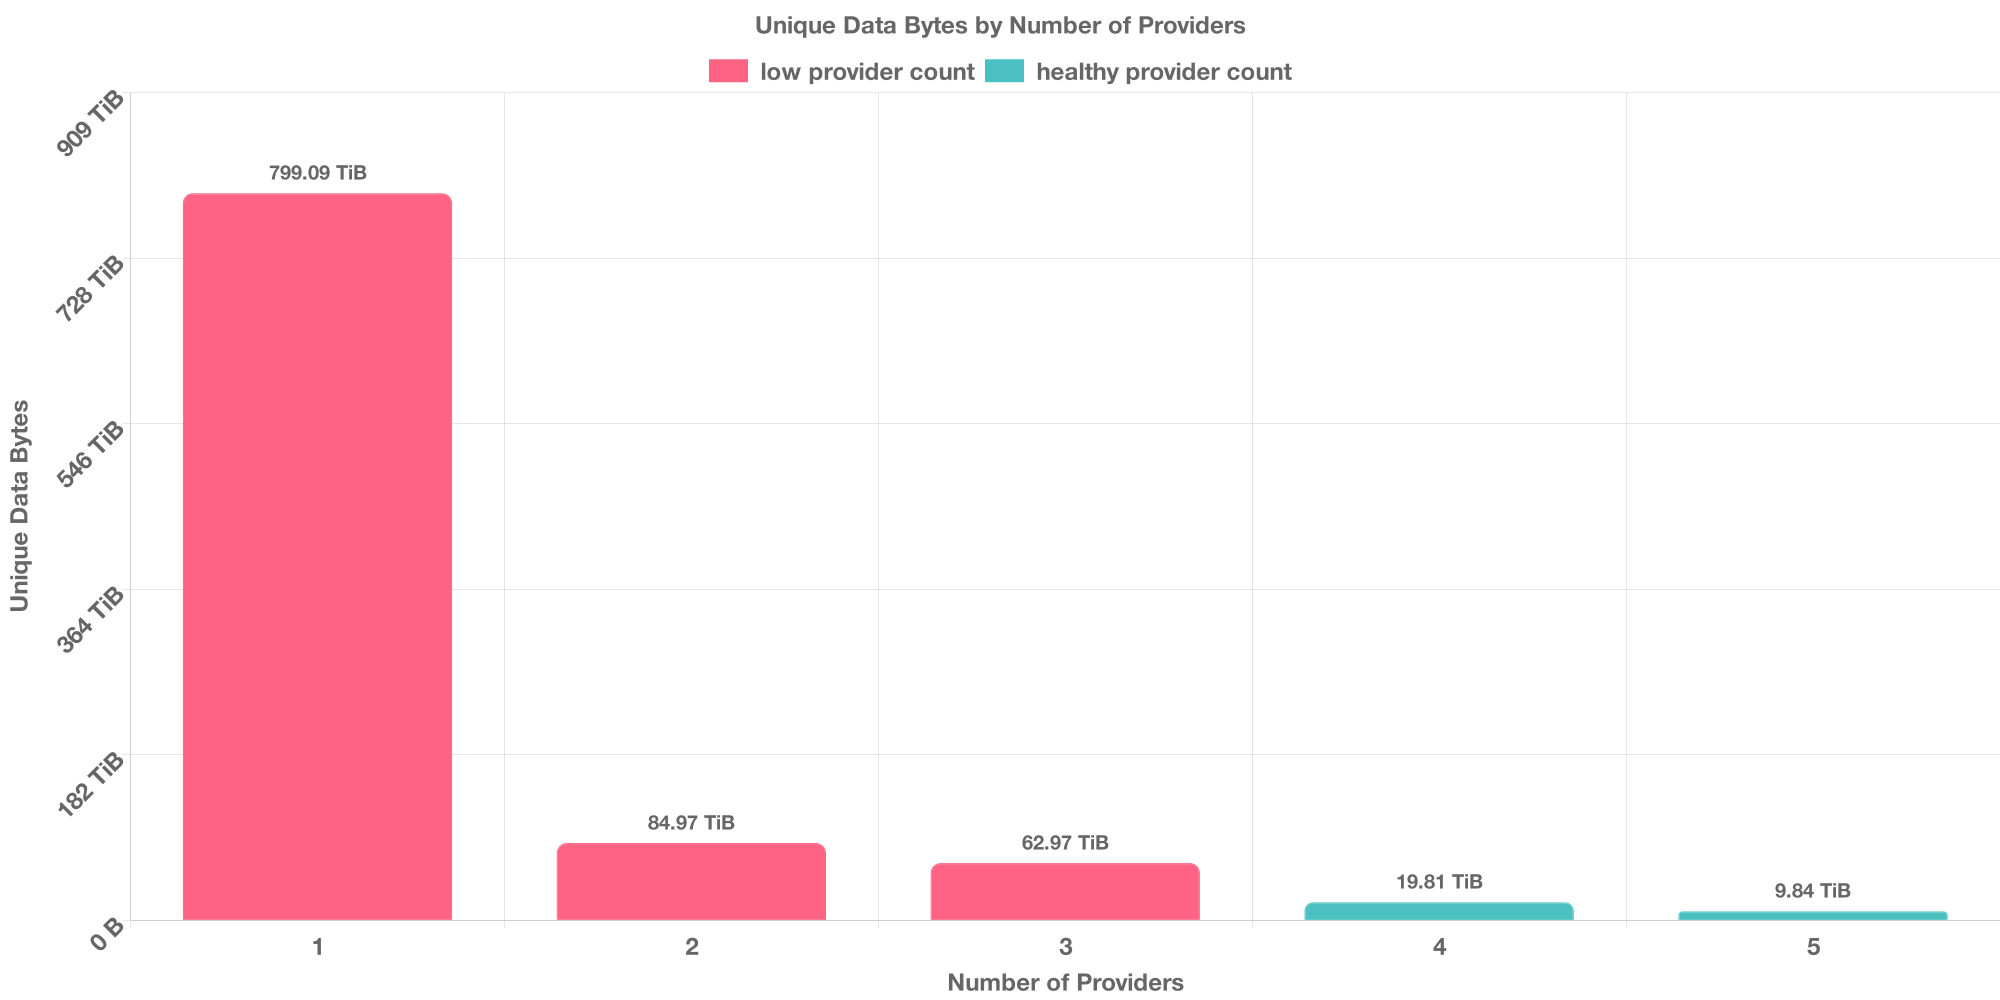 Unique Data Bytes by Number of Providers
low provider count healthy provider count
909 TiB
728 TiB
546 TiB
364 TiB
182 TiB
0 B
Unique Data Bytes
799.09 TiB
84.97 TiB
62.97 TiB
19.81 TiB
9.84 TiB
1 2 3 4 5
Number of Providers